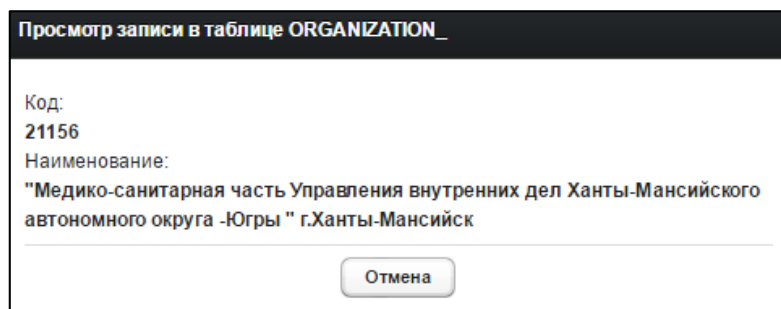 Просмотр записи в таблице ORGANIZATION_
Код:
21156
Наименование:
"Медико-санитарная часть Управления внутренних дел Ханты-Мансийского
автономного округа -Югры " г.Ханты-Мансийск
Отмена